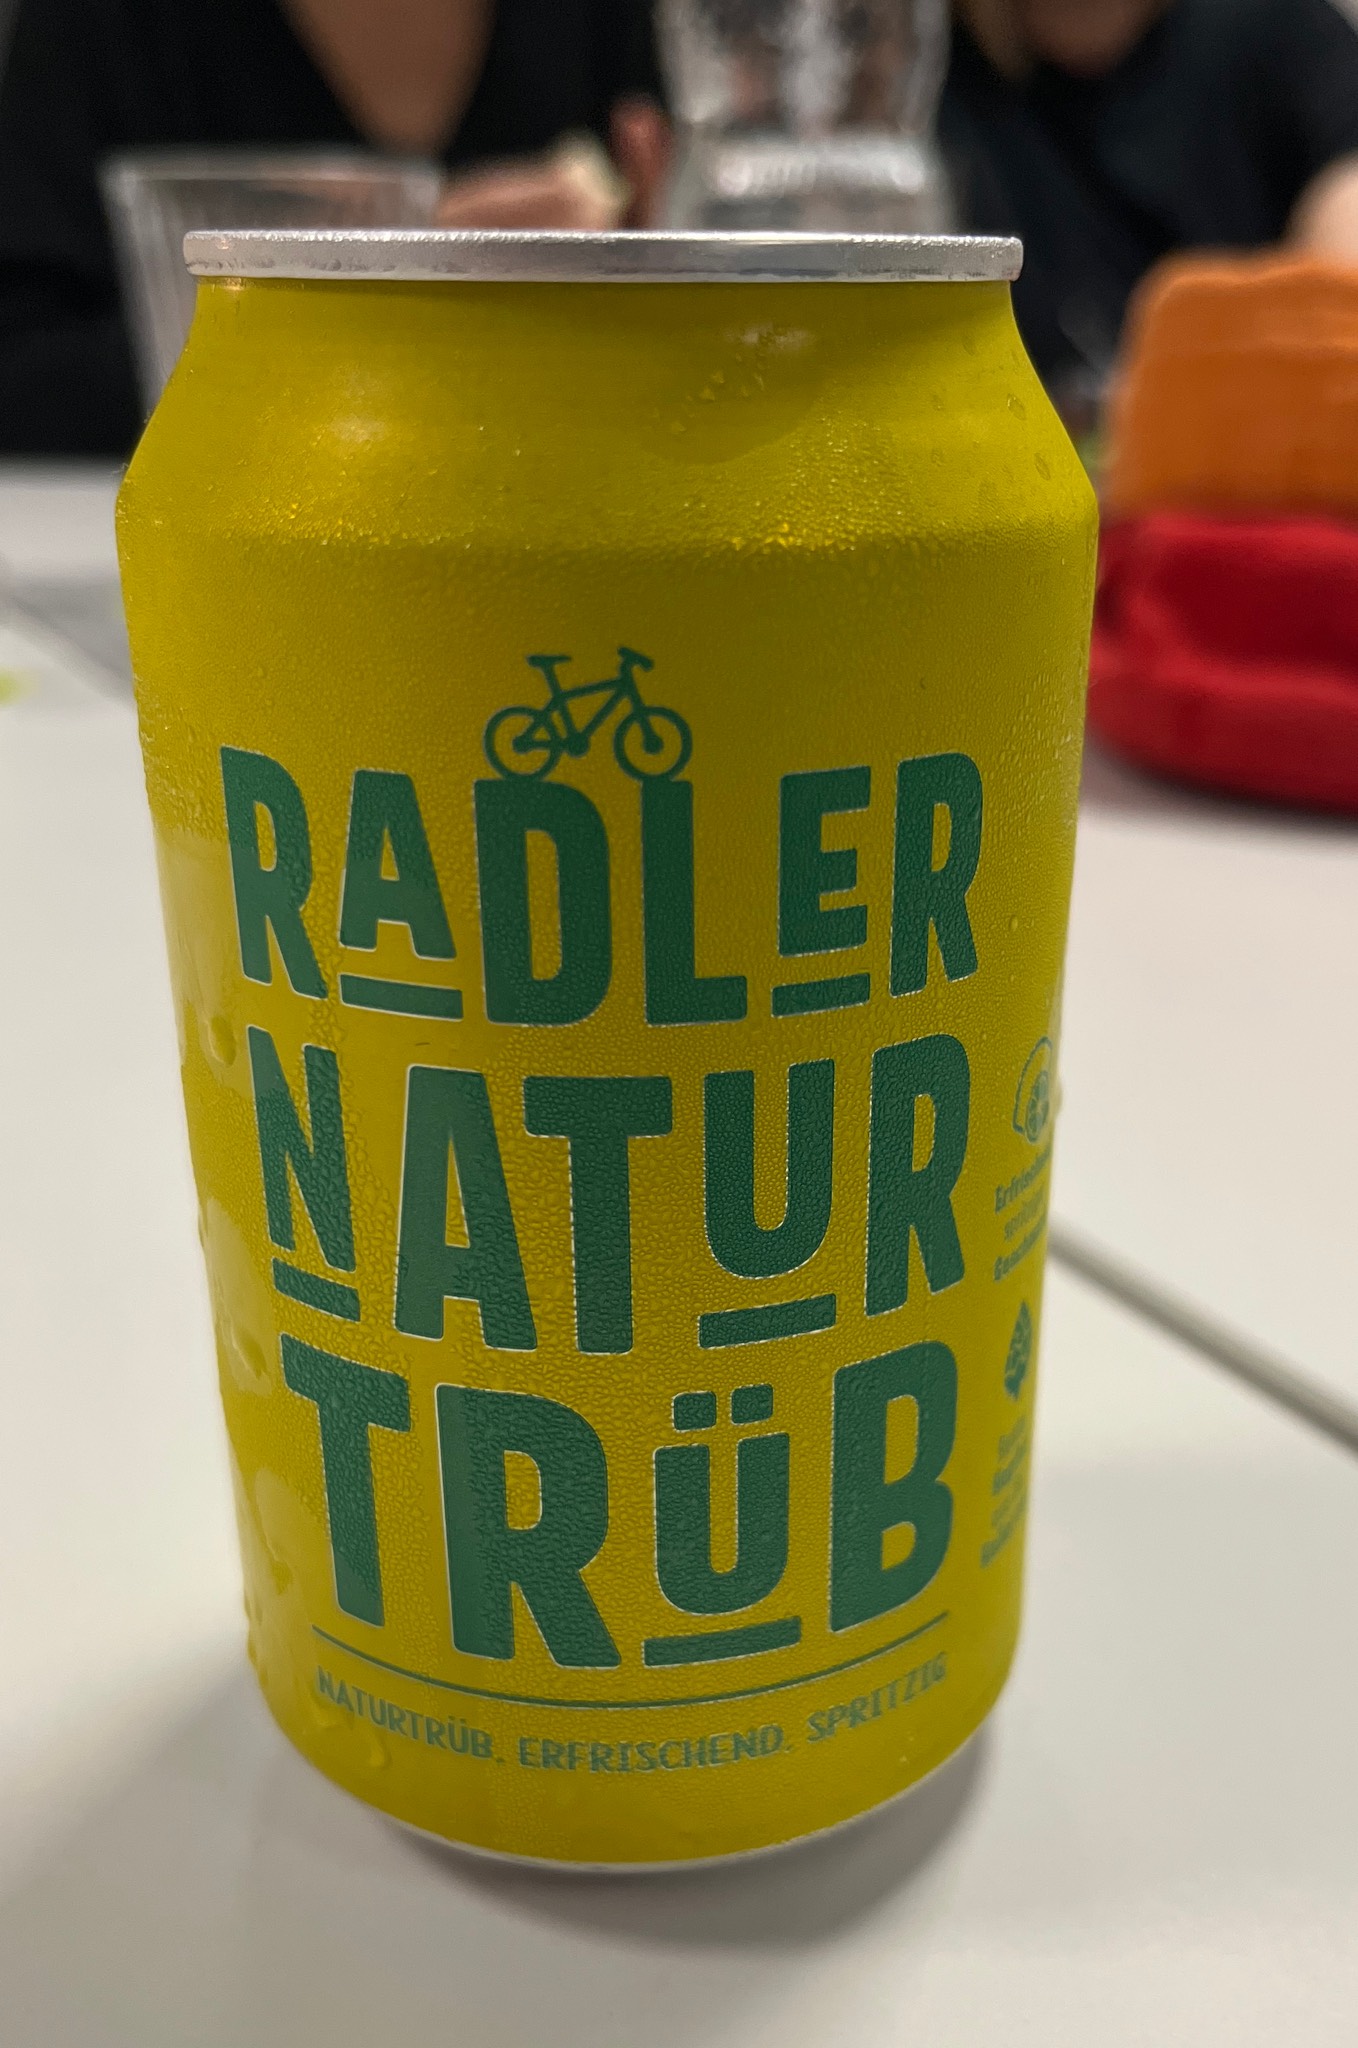 RADLER
NATUR
TRÜB
NATURTRÜB. ERFRISCHEND. SPRITZIG